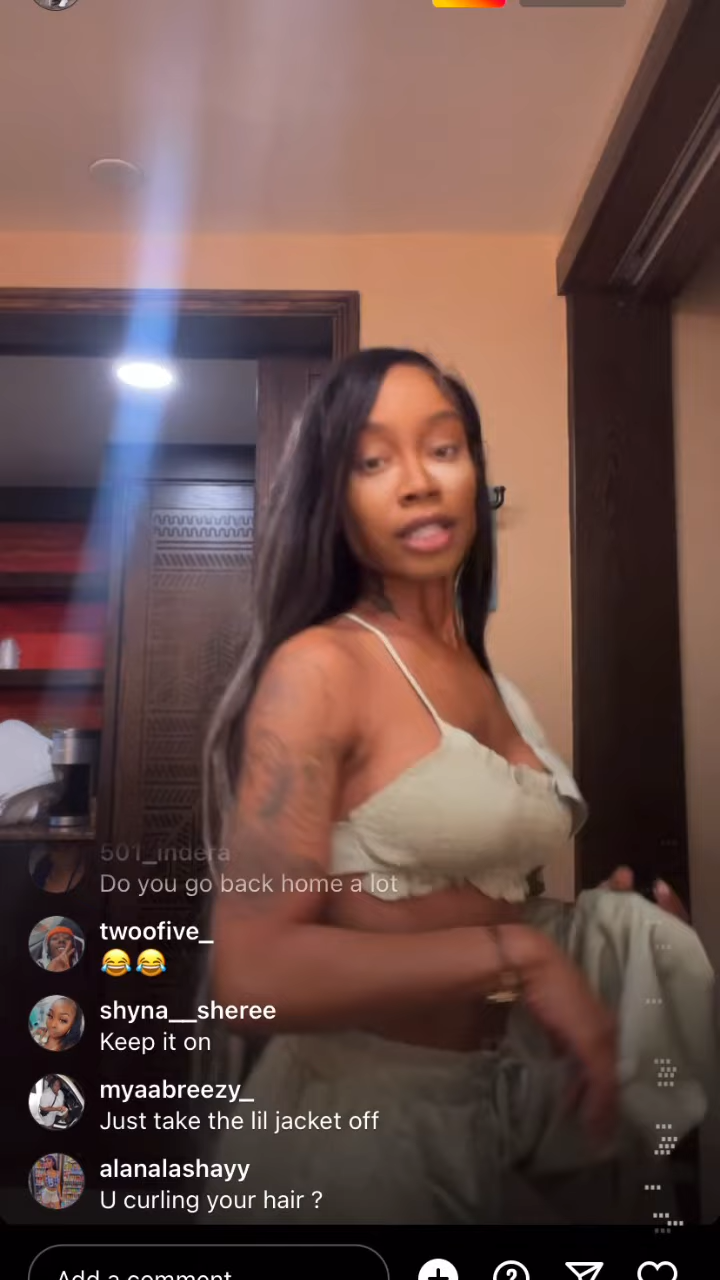 501_indera
Do you go back home a lot
twoofive_
😂😂
shyna__sheree
Keep it on
myaabreezy_
Just take the lil jacket off
alanalashayy
U curling your hair ?
Add a comment